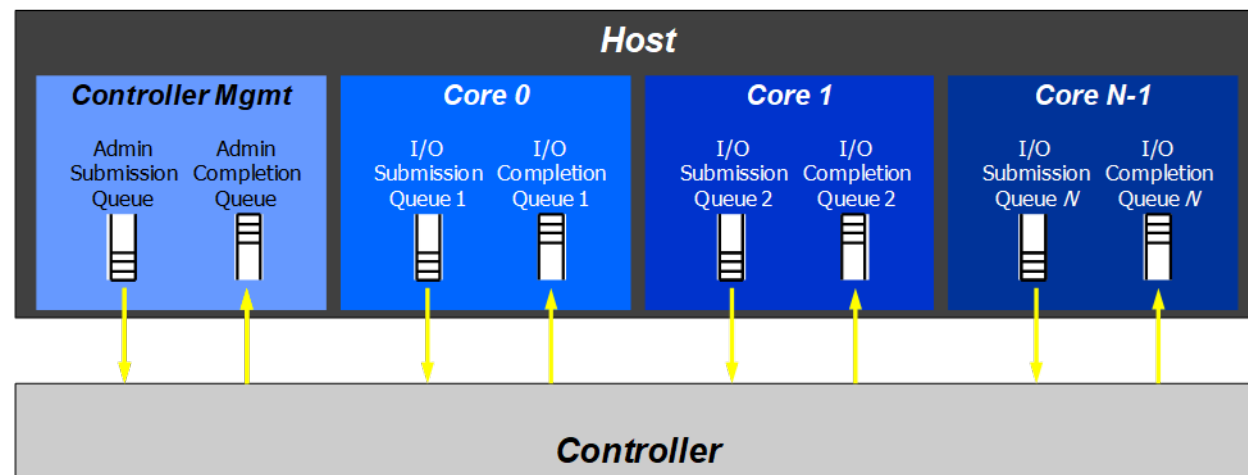 Host
Controller Mgmt
Admin
Submission
Queue
Admin
Completion
Queue
Core 0
I/O
Submission
Queue 1
I/O
Completion
Queue 1
Core 1
I/O
Submission
Queue 2
I/O
Completion
Queue 2
Core N-1
I/O
Submission
Queue N
I/O
Completion
Queue N
Controller